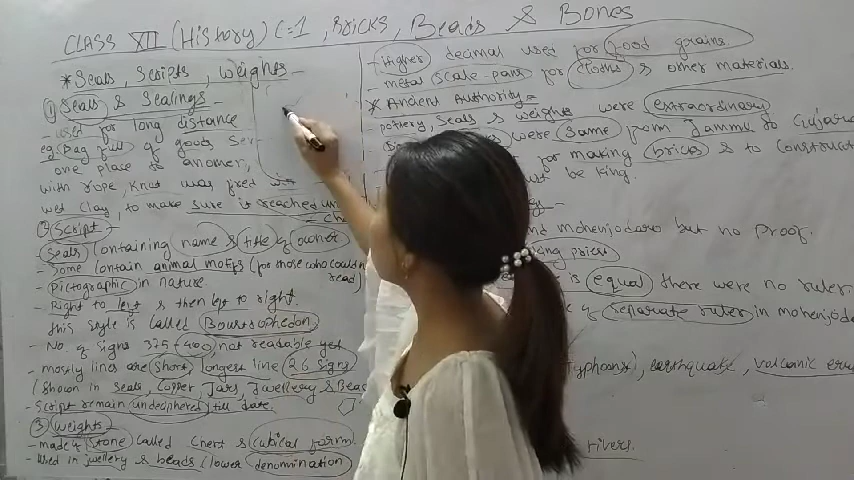 CLASS XII (History) C=1, Bricks, Beads & Bones
* Seals, Scripts, Weights -
① Seals & Sealings -
- used for long distance
eg Bag full of goods
one place to another,
with rope, Knot was fixed with
wet clay, to make sure it reached un
② Script -
- Seals containing name & title of owner
- Some contain animal motifs (for those who couldn
read)
- pictographic in nature
- Right to left & then left to right.
this style is called Boustrophedon
- No of signs 375-400, not readable yet
- mostly lines are short, longest line 26 signs
(shown in seals, Copper, Jars, Jwellery &
- Script remain undeciphered till date.
③ Weights -
- made of stone called Chert & cubical form.
- Used in jwellery & beads (lower denomination)
- Higher decimal used for food grains.
- metal scale-pans for cloths & other materials.
* Ancient Authority =
- pottery, seals & weights were extraordinary
were same from Jammu to Gujara
for making bricks & to construct
be king.
nd mohenjodaro but no proof.
king priest
is equal there were no ruler.
separate ruler in mohenjoda
(typhoons), earthquake, volcanic eru
rivers.